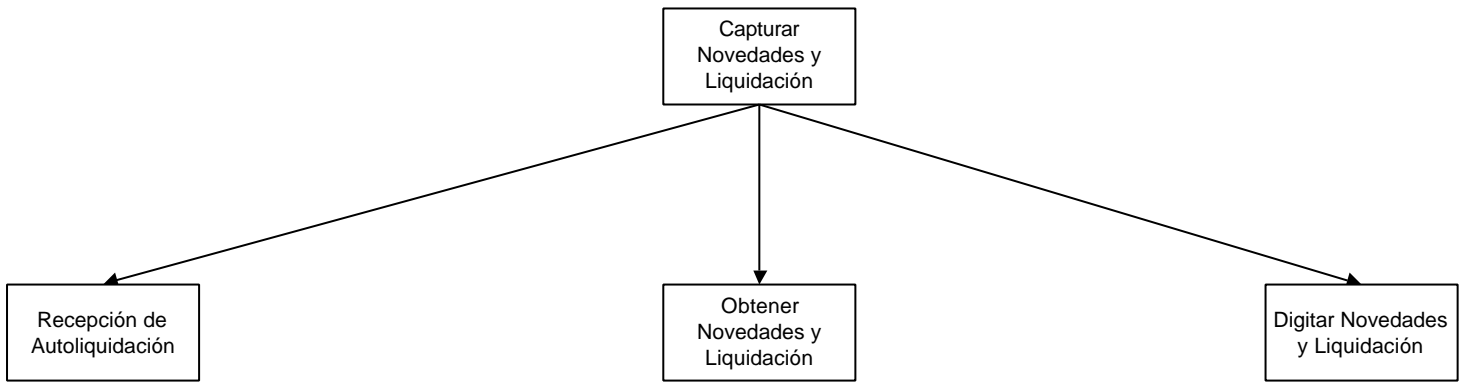 Capturar
Novedades y
Liquidación
Recepción de
Autoliquidación
Obtener
Novedades y
Liquidación
Digitar Novedades
y Liquidación